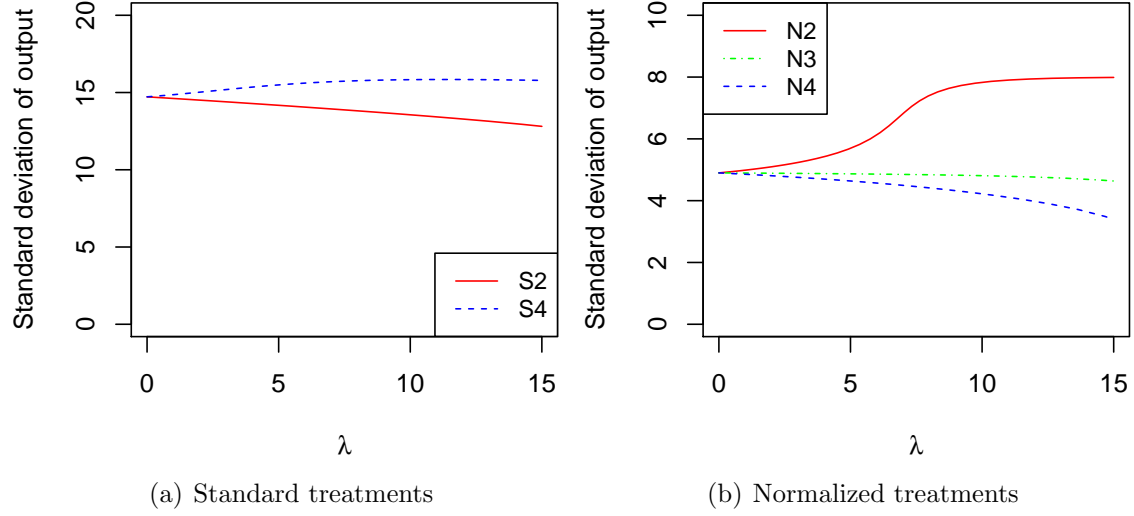 Standard deviation of output
20
15
10
5
0
S2
S4
0 5 10 15
λ
(a) Standard treatments
Standard deviation of output
10
8
6
4
2
0
N2
N3
N4
0 5 10 15
λ
(b) Normalized treatments